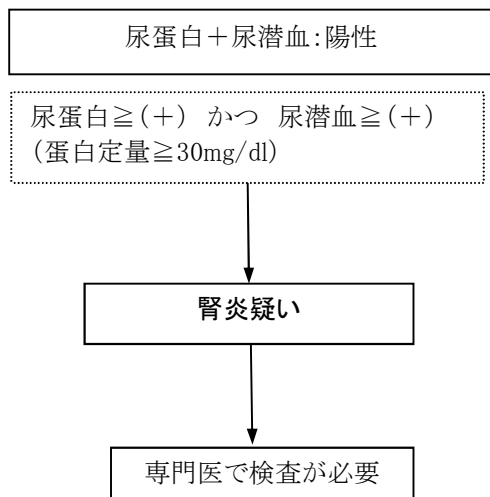 尿蛋白＋尿潜血：陽性
尿蛋白≧(＋) かつ 尿潜血≧(＋)
(蛋白定量≧30mg/dl)
腎炎疑い
専門医で検査が必要